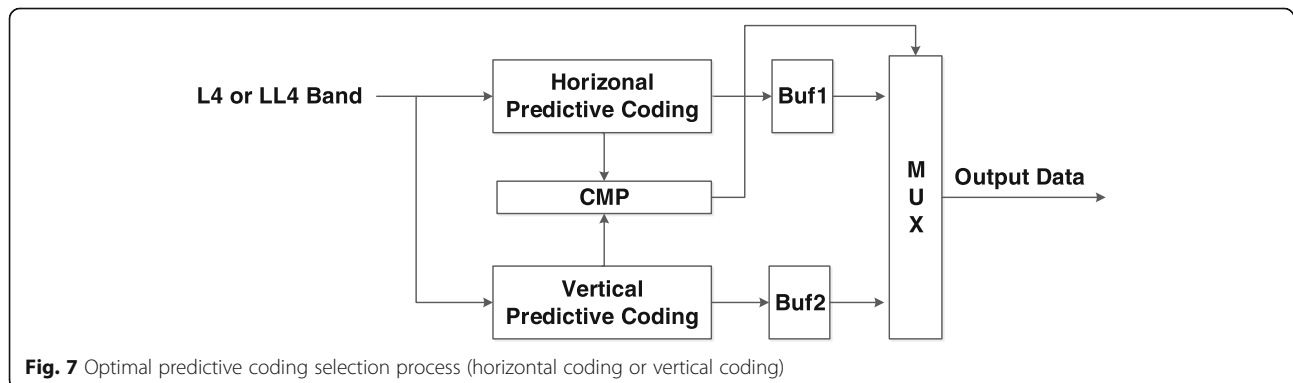 L4 or LL4 Band
Horizonal
Predictive Coding
Buf1
CMP
M
U
X
Output Data
Vertical
Predictive Coding
Buf2
Fig. 7 Optimal predictive coding selection process (horizontal coding or vertical coding)